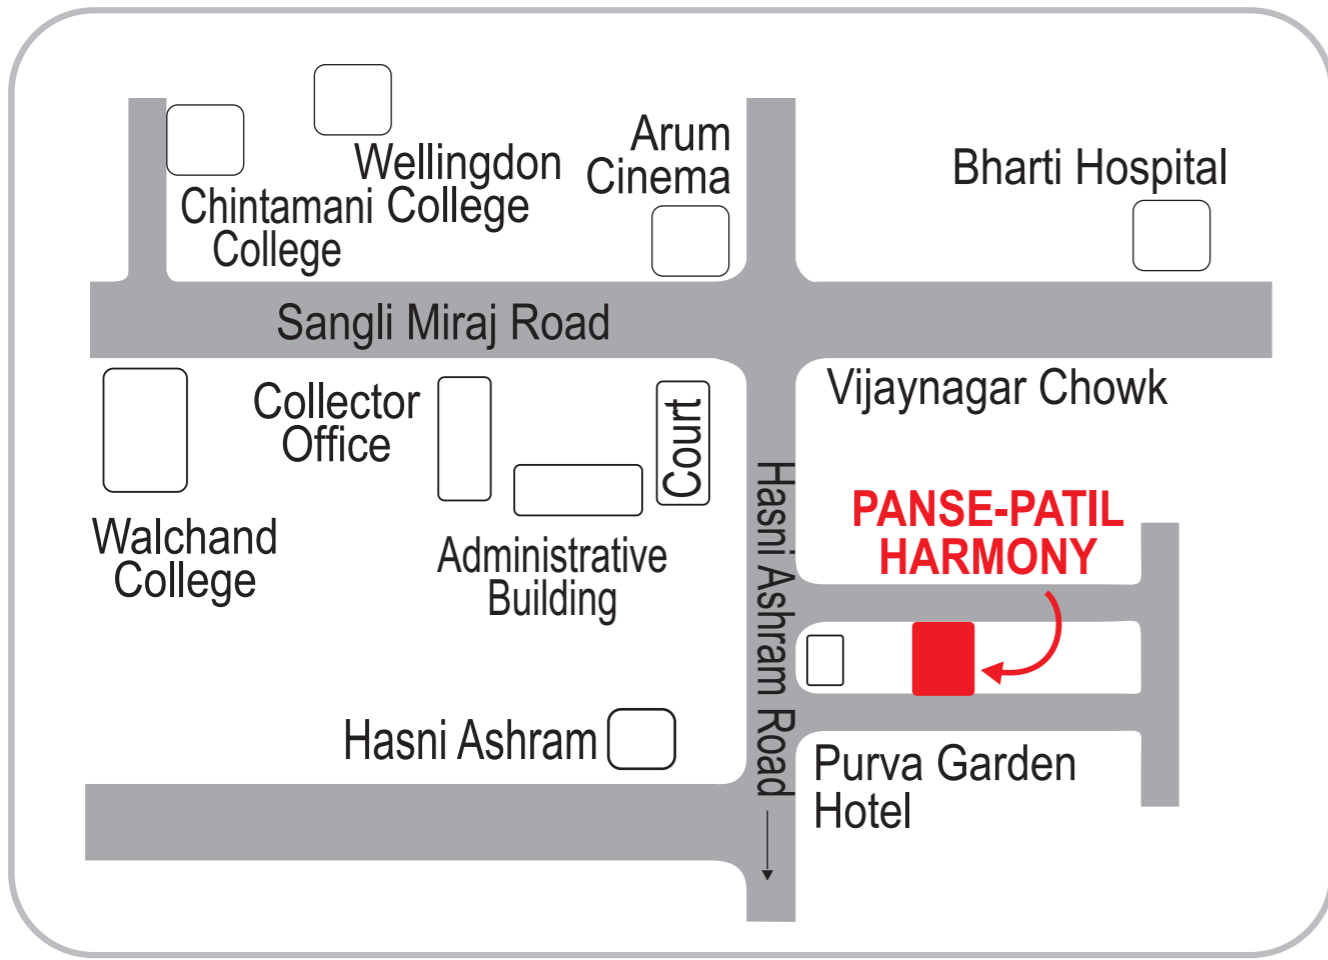 Wellingdon
College
Chintamani
College
Arum
Cinema
Bharti Hospital
Sangli Miraj Road
Vijaynagar Chowk
Collector
Office
Court
Walchand
College
Administrative
Building
Hasni Ashram Road
PANSE-PATIL
HARMONY
Hasni Ashram
Purva Garden
Hotel